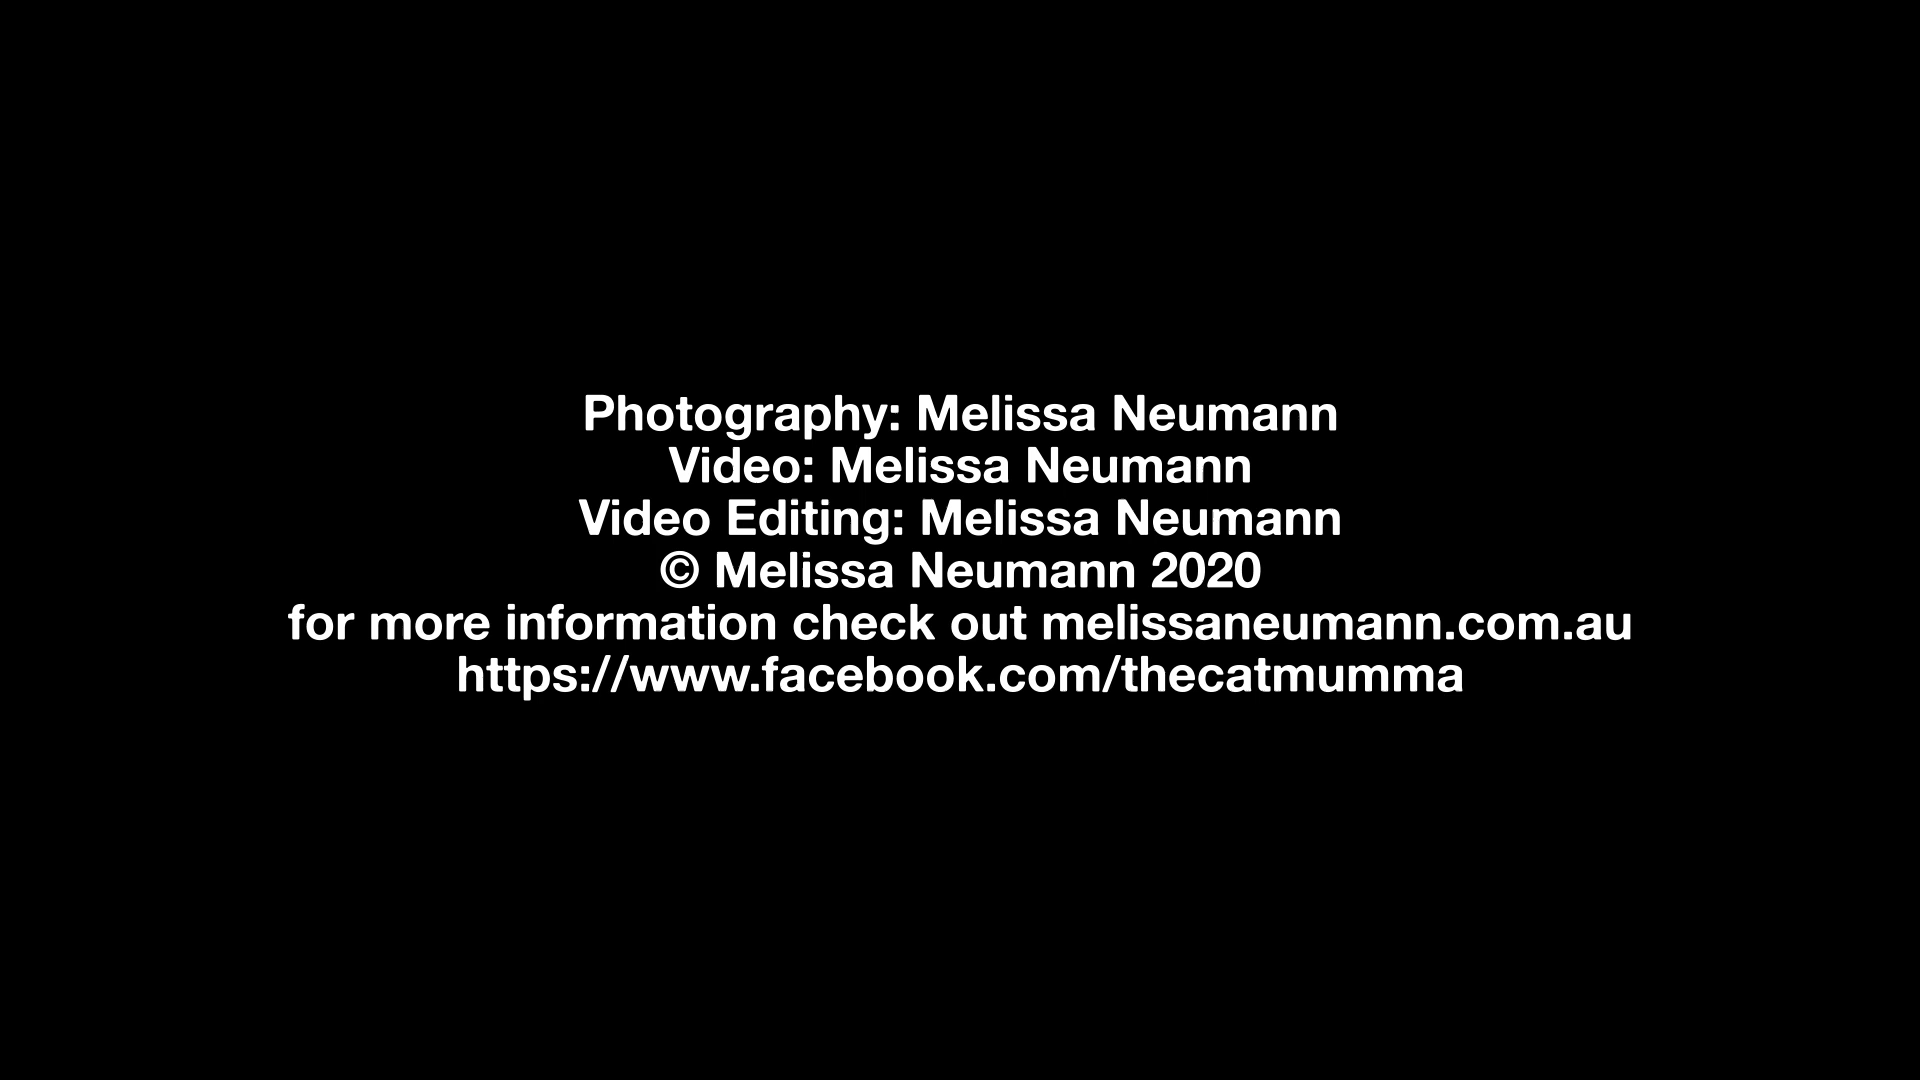 Photography: Melissa Neumann
Video: Melissa Neumann
Video Editing: Melissa Neumann
© Melissa Neumann 2020
for more information check out melissaneumann.com.au
https://www.facebook.com/thecatmumma